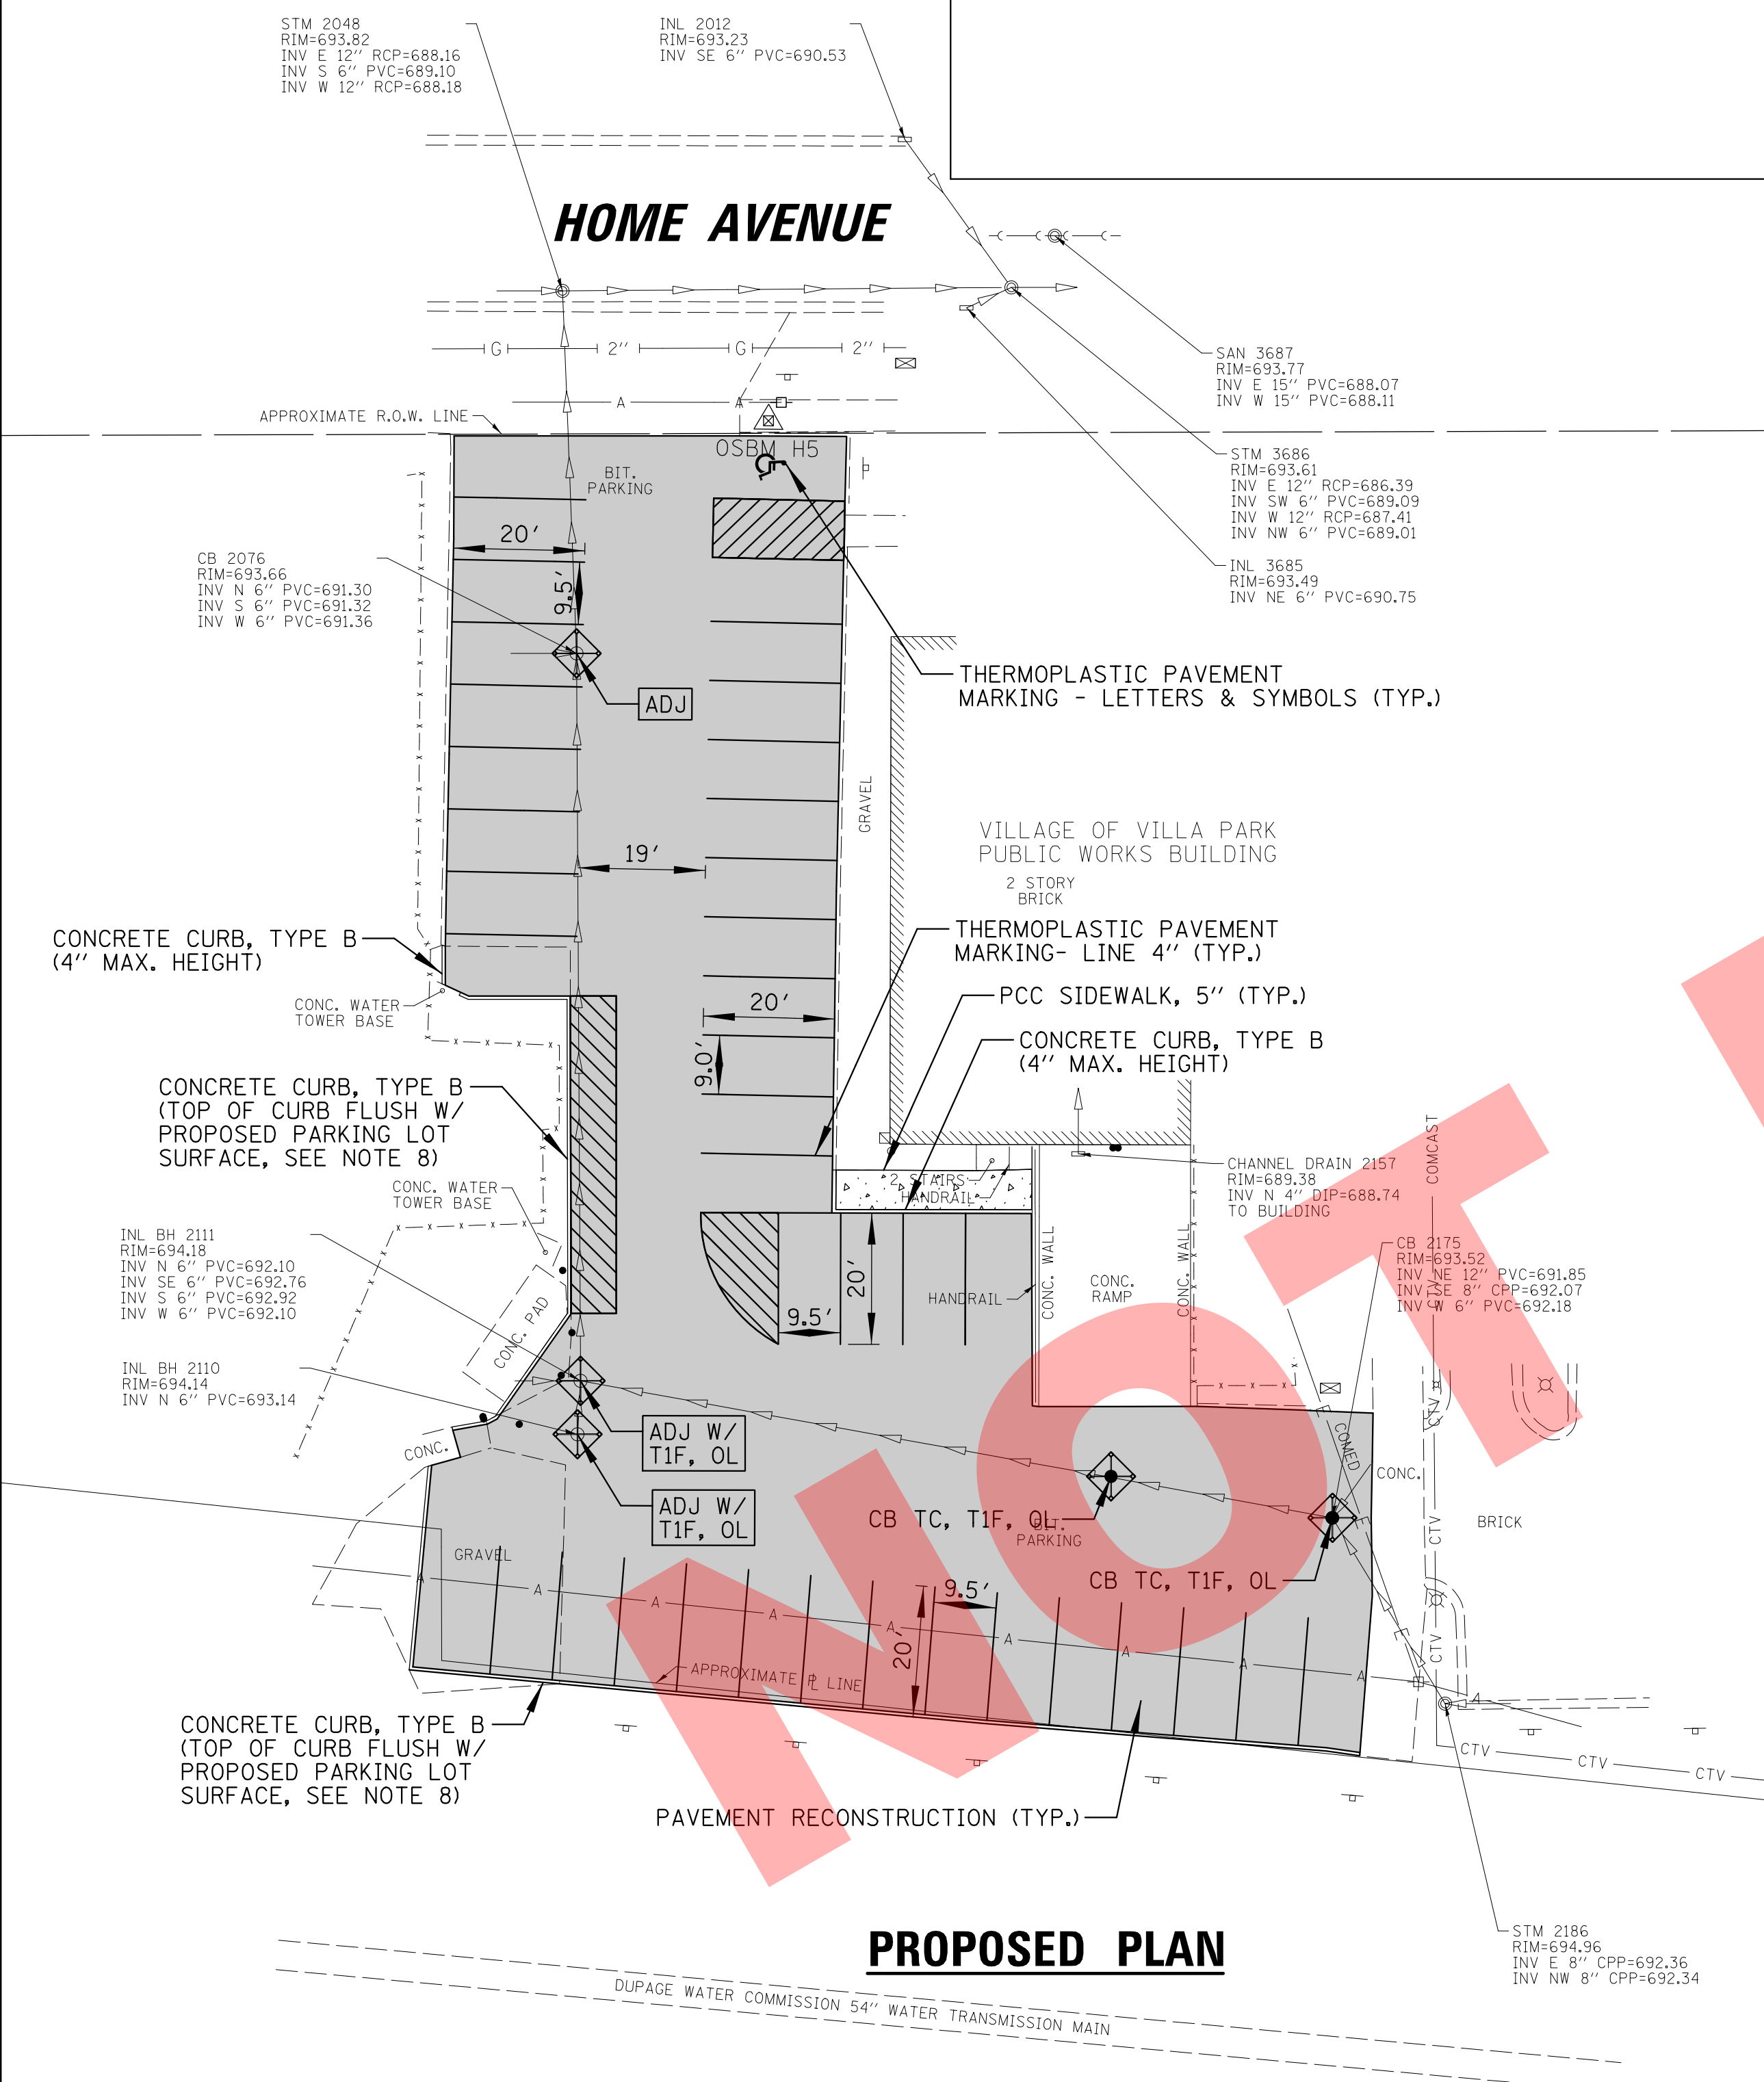 STM 2048
RIM=693.82
INV E 12" RCP=688.16
INV S 6" PVC=689.10
INV W 12" RCP=688.18
INL 2012
RIM=693.23
INV SE 6" PVC=690.53
HOME AVENUE
G 2" G 2"
A A
SAN 3687
RIM=693.77
INV E 15" PVC=688.07
INV W 15" PVC=688.11
APPROXIMATE R.O.W. LINE
OSBM H5
BIT.
PARKING
STM 3686
RIM=693.61
INV E 12" RCP=686.39
INV SW 6" PVC=689.09
INV W 12" RCP=687.41
INV NW 6" PVC=689.01
20'
CB 2076
RIM=693.66
INV N 6" PVC=691.30
INV S 6" PVC=691.32
INV W 6" PVC=691.36
9.5'
INL 3685
RIM=693.49
INV NE 6" PVC=690.75
THERMOPLASTIC PAVEMENT
MARKING - LETTERS & SYMBOLS (TYP.)
ADJ
GRAVEL
VILLAGE OF VILLA PARK
PUBLIC WORKS BUILDING
2 STORY
BRICK
19'
CONCRETE CURB, TYPE B
(4" MAX. HEIGHT)
THERMOPLASTIC PAVEMENT
MARKING- LINE 4" (TYP.)
CONC. WATER
TOWER BASE
20'
PCC SIDEWALK, 5" (TYP.)
9.0'
CONCRETE CURB, TYPE B
(4" MAX. HEIGHT)
CONCRETE CURB, TYPE B
(TOP OF CURB FLUSH W/
PROPOSED PARKING LOT
SURFACE, SEE NOTE 8)
CONC. WATER
TOWER BASE
2 STAIRS
HANDRAIL
CHANNEL DRAIN 2157
RIM=689.38
INV N 4" DIP=688.74
TO BUILDING
COMCAST
INL BH 2111
RIM=694.18
INV N 6" PVC=692.10
INV SE 6" PVC=692.76
INV S 6" PVC=692.92
INV W 6" PVC=692.10
CONC. PAD
9.5'
20'
HANDRAIL
CONC. WALL
CONC.
RAMP
CONC. WALL
CB 2175
RIM=693.52
INV NE 12" PVC=691.85
INV SE 8" CPP=692.07
INV W 6" PVC=692.18
CTV
INL BH 2110
RIM=694.14
INV N 6" PVC=693.14
CTV
CTV
CONC.
ADJ W/
T1F, OL
ADJ W/
T1F, OL
COMED
CONC.
BRICK
CB TC, T1F, OL
BIT.
PARKING
CB TC, T1F, OL
GRAVEL
A A A A A A A A A A
9.5'
20'
CTV
CTV
APPROXIMATE PL LINE
CONCRETE CURB, TYPE B
(TOP OF CURB FLUSH W/
PROPOSED PARKING LOT
SURFACE, SEE NOTE 8)
CTV CTV CTV
PAVEMENT RECONSTRUCTION (TYP.)
NOT
PROPOSED PLAN
STM 2186
RIM=694.96
INV E 8" CPP=692.36
INV NW 8" CPP=692.34
DUPAGE WATER COMMISSION 54" WATER TRANSMISSION MAIN